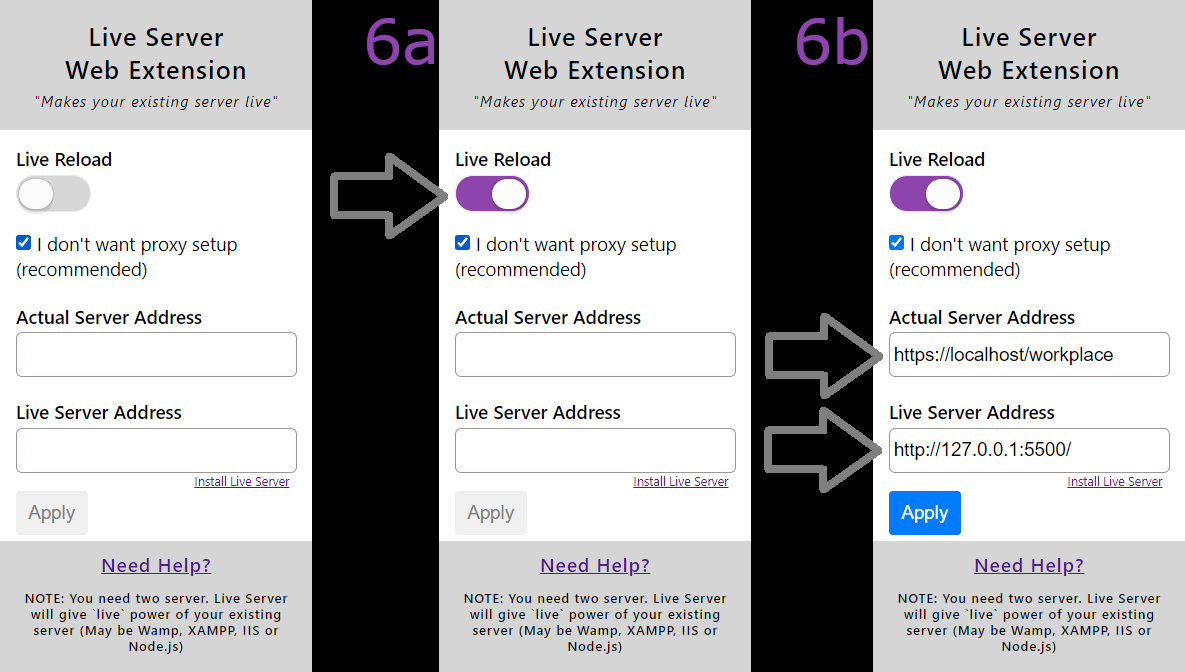 Live Server
Web Extension
"Makes your existing server live"
Live Reload
I don't want proxy setup
(recommended)
Actual Server Address
Live Server Address
Install Live Server
Apply
Need Help?
NOTE: You need two server. Live Server
will give `live` power of your existing
server (May be Wamp, XAMPP, IIS or
Node.js)
6a
Live Server
Web Extension
"Makes your existing server live"
Live Reload
I don't want proxy setup
(recommended)
Actual Server Address
Live Server Address
Install Live Server
Apply
Need Help?
NOTE: You need two server. Live Server
will give `live` power of your existing
server (May be Wamp, XAMPP, IIS or
Node.js)
6b
Live Server
Web Extension
"Makes your existing server live"
Live Reload
I don't want proxy setup
(recommended)
Actual Server Address
https://localhost/workplace
Live Server Address
http://127.0.0.1:5500/
Install Live Server
Apply
Need Help?
NOTE: You need two server. Live Server
will give `live` power of your existing
server (May be Wamp, XAMPP, IIS or
Node.js)